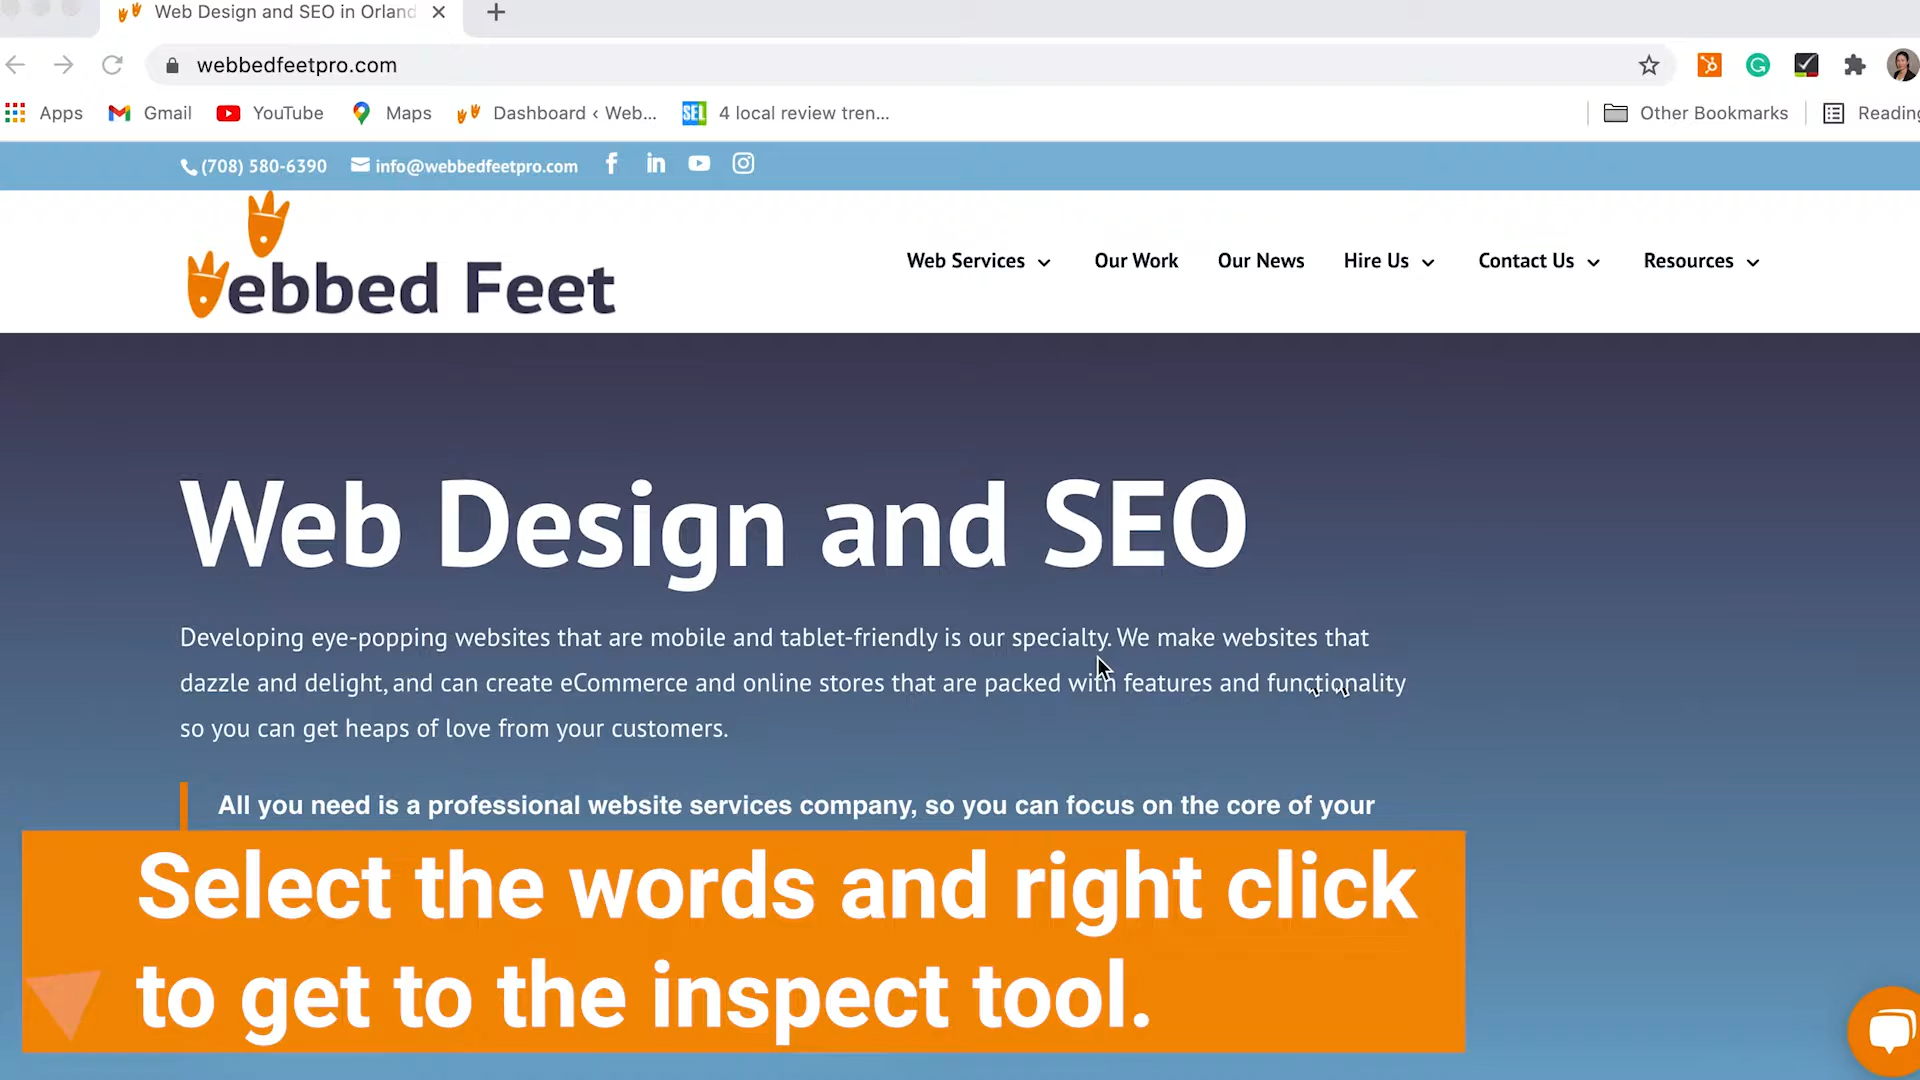 Web Design and SEO in Orland
webbedfeetpro.com
Apps Gmail YouTube Maps Dashboard ‹ Web... SEL 4 local review tren... Other Bookmarks Reading
(708) 580-6390 info@webbedfeetpro.com
Webbed Feet
Web Services Our Work Our News Hire Us Contact Us Resources
Web Design and SEO
Developing eye-popping websites that are mobile and tablet-friendly is our specialty. We make websites that
dazzle and delight, and can create eCommerce and online stores that are packed with features and functionality
so you can get heaps of love from your customers.
All you need is a professional website services company, so you can focus on the core of your
Select the words and right click
to get to the inspect tool.